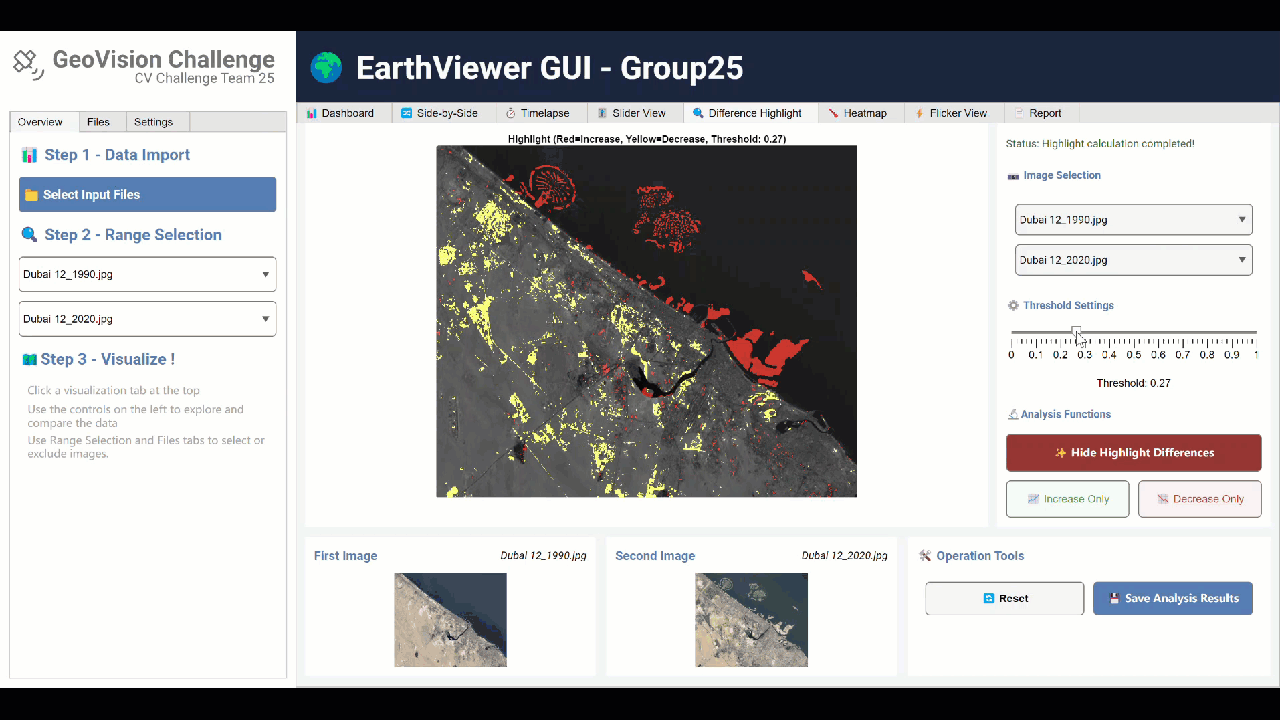 GeoVision Challenge
CV Challenge Team 25
EarthViewer GUI - Group25
Overview
Files
Settings
Dashboard
Side-by-Side
Timelapse
Slider View
Difference Highlight
Heatmap
Flicker View
Report
Step 1 - Data Import
Select Input Files
Step 2 - Range Selection
Dubai 12_1990.jpg
Dubai 12_2020.jpg
Step 3 - Visualize !
Click a visualization tab at the top
Use the controls on the left to explore and
compare the data
Use Range Selection and Files tabs to select or
exclude images.
Highlight (Red=Increase, Yellow=Decrease, Threshold: 0.27)
Status: Highlight calculation completed!
Image Selection
Dubai 12_1990.jpg
Dubai 12_2020.jpg
Threshold Settings
0 0.1 0.2 0.3 0.4 0.5 0.6 0.7 0.8 0.9 1
Threshold: 0.27
Analysis Functions
Hide Highlight Differences
Increase Only
Decrease Only
First Image
Dubai 12_1990.jpg
Second Image
Dubai 12_2020.jpg
Operation Tools
Reset
Save Analysis Results